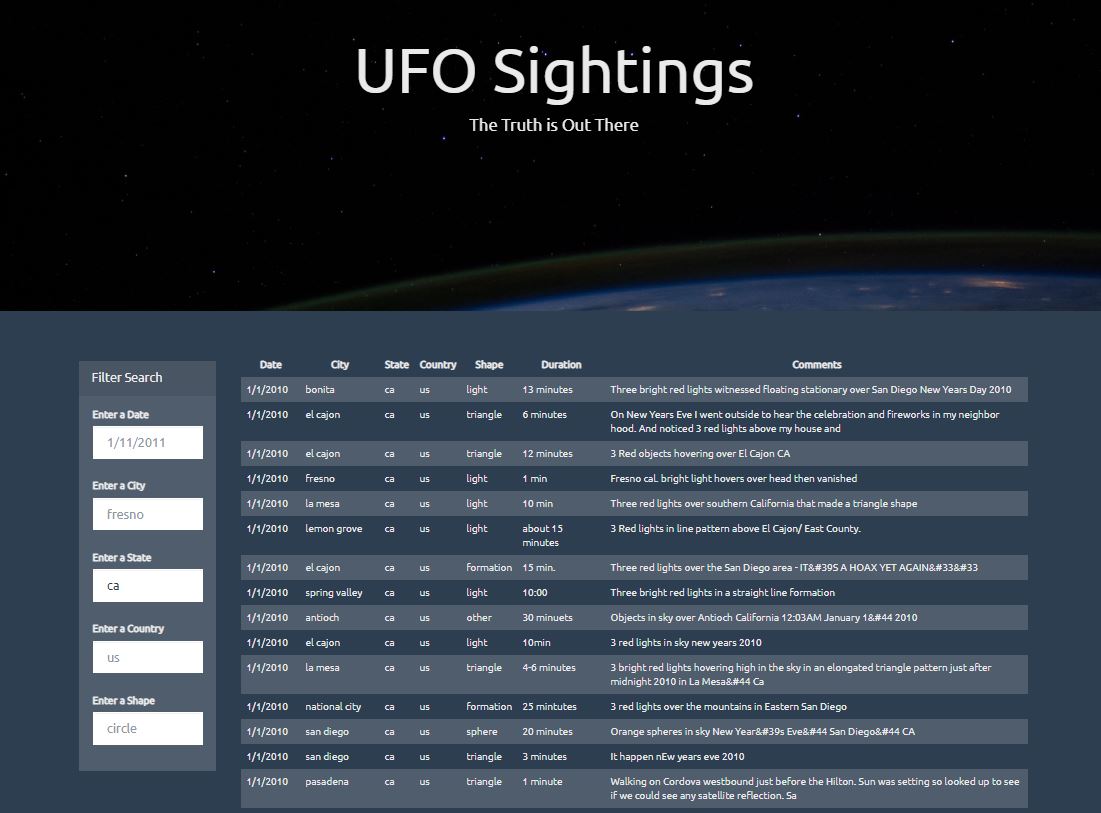 UFO Sightings
The Truth is Out There
Filter Search
Enter a Date
1/11/2011
Enter a City
fresno
Enter a State
ca
Enter a Country
us
Enter a Shape
circle
Date City State Country Shape Duration Comments
1/1/2010 bonita ca us light 13 minutes Three bright red lights witnessed floating stationary over San Diego New Years Day 2010
1/1/2010 el cajon ca us triangle 6 minutes On New Years Eve I went outside to hear the celebration and fireworks in my neighbor
hood. And noticed 3 red lights above my house and
1/1/2010 el cajon ca us triangle 12 minutes 3 Red objects hovering over El Cajon CA
1/1/2010 fresno ca us light 1 min Fresno cal. bright light hovers over head then vanished
1/1/2010 la mesa ca us light 10 min Three red lights over southern California that made a triangle shape
1/1/2010 lemon grove ca us light about 15 3 Red lights in line pattern above El Cajon/ East County.
minutes
1/1/2010 el cajon ca us formation 15 min. Three red lights over the San Diego area - IT&#39S A HOAX YET AGAIN&#33&#33
1/1/2010 spring valley ca us light 10:00 Three bright red lights in a straight line formation
1/1/2010 antioch ca us other 30 minuets Objects in sky over Antioch California 12:03AM January 1&#44 2010
1/1/2010 el cajon ca us light 10min 3 red lights in sky new years 2010
1/1/2010 la mesa ca us triangle 4-6 minutes 3 bright red lights hovering high in the sky in an elongated triangle pattern just after
midnight 2010 in La Mesa&#44 Ca
1/1/2010 national city ca us formation 25 mintutes 3 red lights over the mountains in Eastern San Diego
1/1/2010 san diego ca us sphere 20 minutes Orange spheres in sky New Year&#39s Eve&#44 San Diego&#44 CA
1/1/2010 san diego ca us triangle 3 minutes It happen nEw years eve 2010
1/1/2010 pasadena ca us triangle 1 minute Walking on Cordova westbound just before the Hilton. Sun was setting so looked up to see
if we could see any satellite reflection. Sa